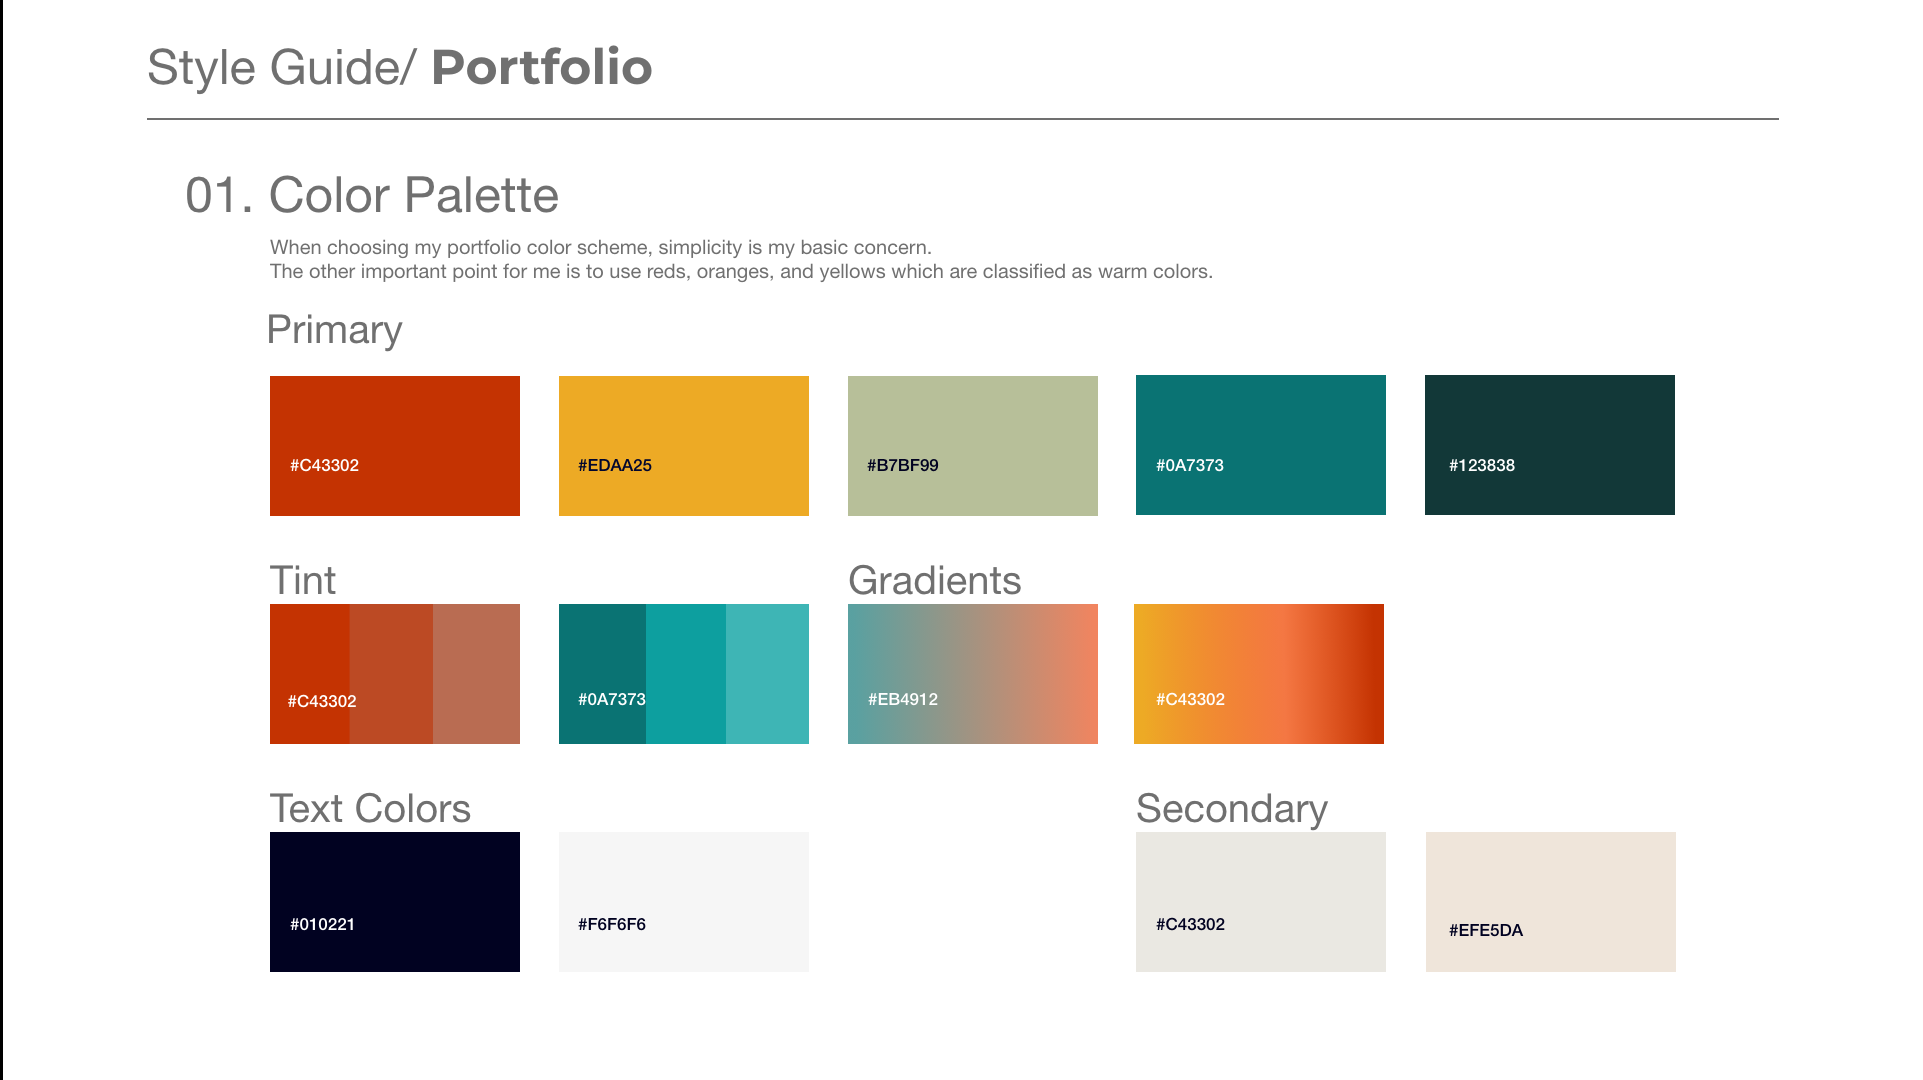 Style Guide/ Portfolio
01. Color Palette
When choosing my portfolio color scheme, simplicity is my basic concern.
The other important point for me is to use reds, oranges, and yellows which are classified as warm colors.
Primary
#C43302
#EDAA25
#B7BF99
#0A7373
#123838
Tint
#C43302
#0A7373
Gradients
#EB4912
#C43302
Text Colors
#010221
#F6F6F6
Secondary
#C43302
#EFE5DA